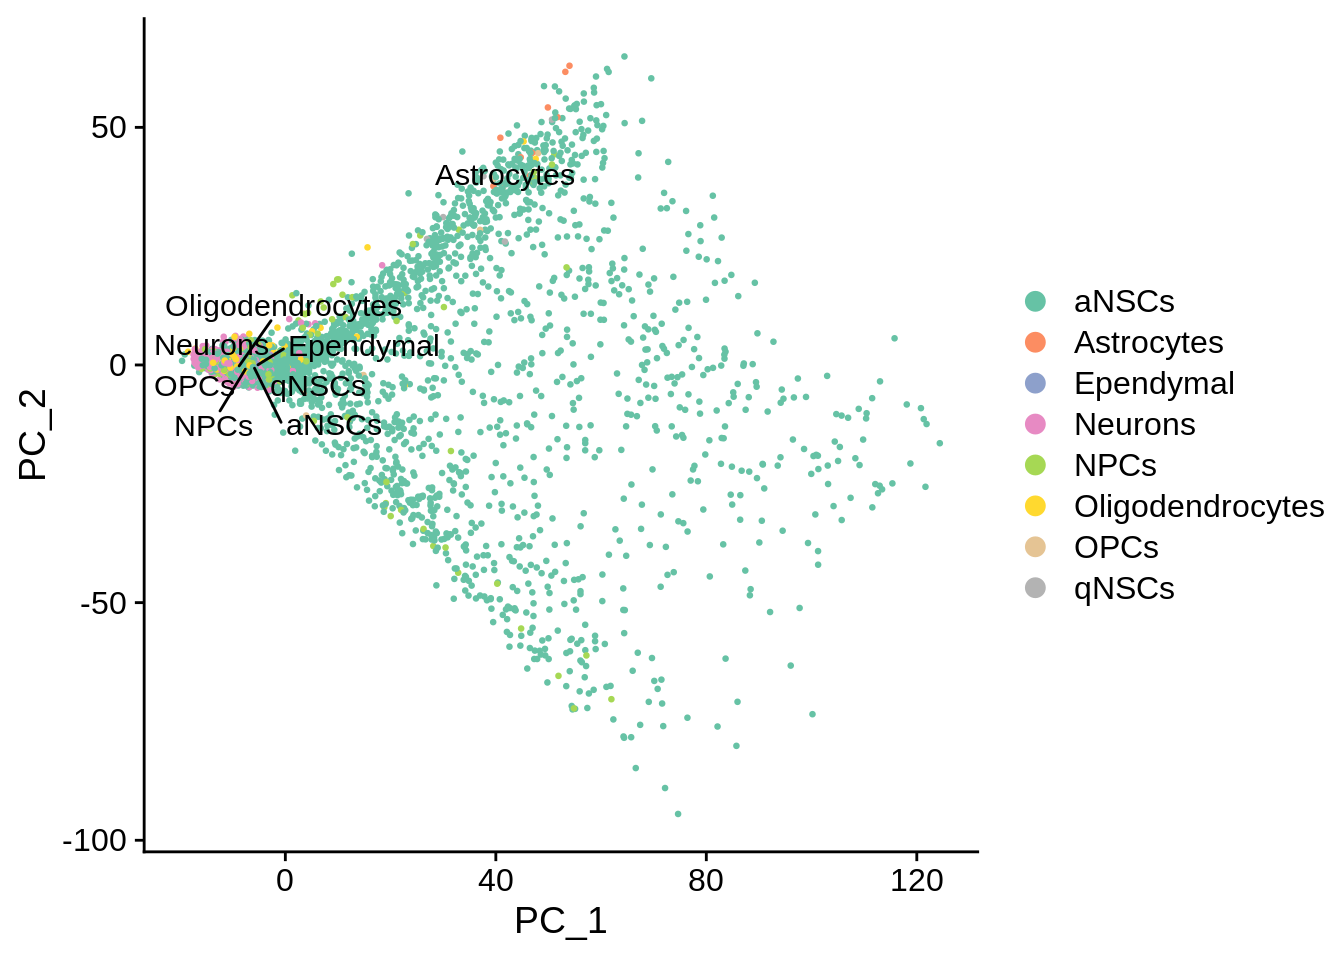 50
0
-50
-100
0
40
80
120
PC_1
PC_2
Astrocytes
Oligodendrocytes
Neurons
Ependymal
OPCs
qNSCs
NPCs
aNSCs
aNSCs
Astrocytes
Ependymal
Neurons
NPCs
Oligodendrocytes
OPCs
qNSCs